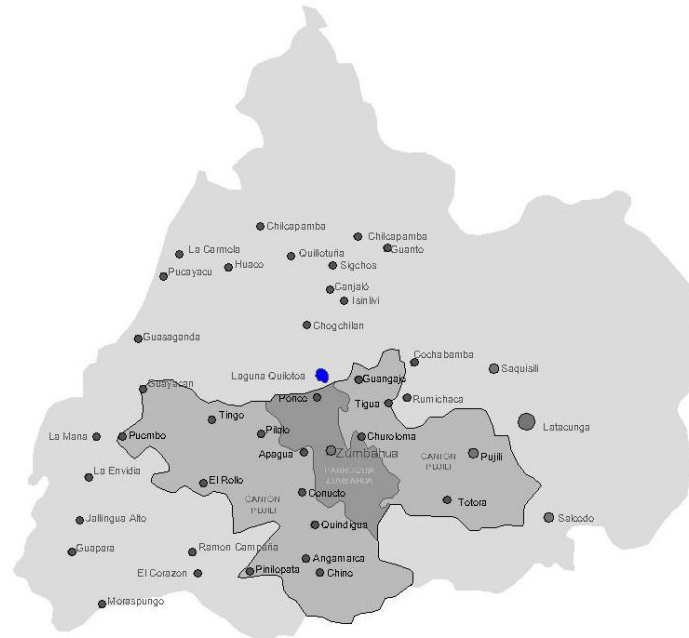 Chilcapamba
Chilcapamba
Guanto
La Carmela
Quillotuña
Huaco
Sigchos
Pucayacu
Canjaló
Isinlivi
Chogchilan
Guasaganda
Cochabamba
Saquisili
Laguna Quilotoa
Guangaje
Guayacan
Ponce
Tigua
Rumichaca
Tingo
Latacunga
La Mana
Pucmbo
Pilalo
Churoloma
Apagua
Zumbahua
CANTON
PUJILI
Pujili
PARROQUIA
ZUMBAHUA
La Envidia
El Rollo
CANTON
PUJILI
Conucto
Totora
Jallingua Alto
Quindigua
Salcedo
Guapara
Ramon Campaña
Angamarca
El Corazon
Pinilopata
Chine
Moraspungo